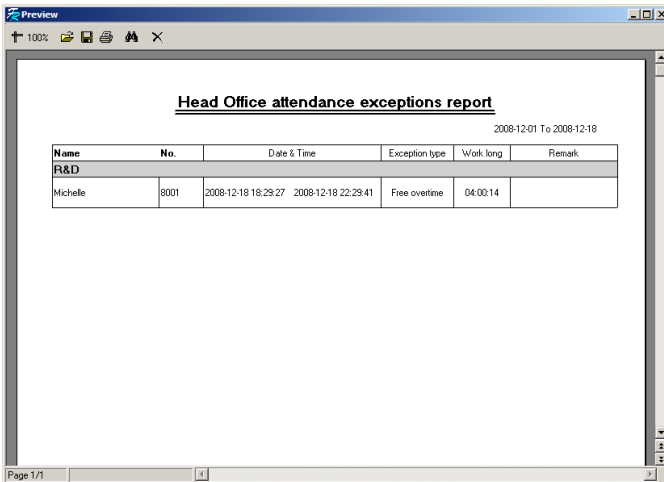 Preview
100%
Head Office attendance exceptions report
2008-12-01 To 2008-12-18
Name No. Date & Time Exception type Work long Remark
R&D
Michelle 8001 2008-12-18 18:29:27 2008-12-18 22:29:41 Free overtime 04:00:14
Page 1/1